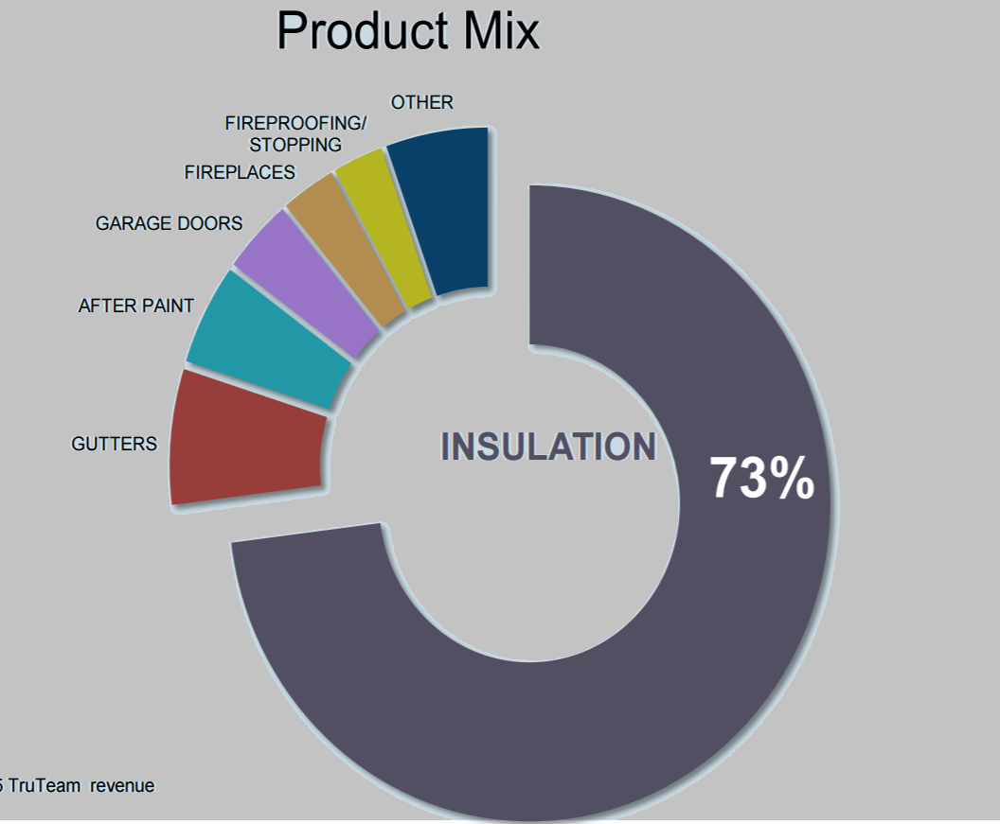 Product Mix
OTHER
FIREPROOFING/
STOPPING
FIREPLACES
GARAGE DOORS
AFTER PAINT
GUTTERS
INSULATION
73%
TruTeam revenue